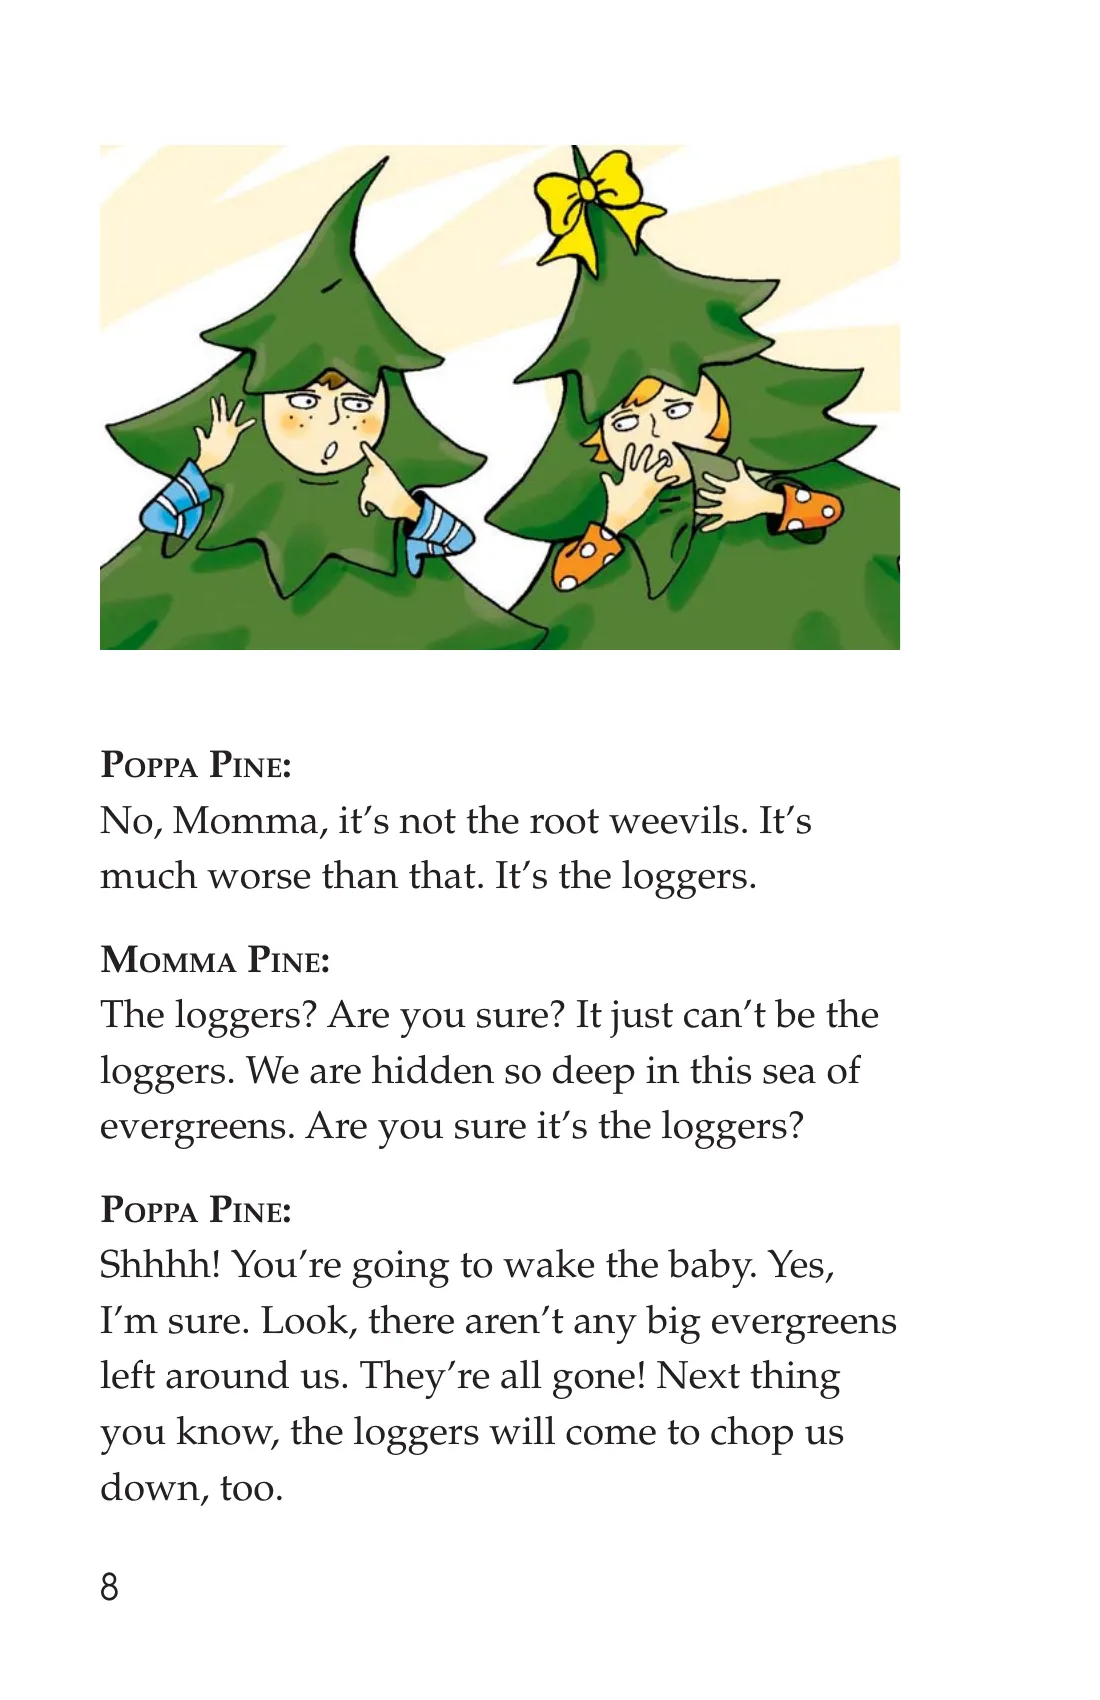 Poppa Pine:
No, Momma, it’s not the root weevils. It’s
much worse than that. It’s the loggers.
Momma Pine:
The loggers? Are you sure? It just can’t be the
loggers. We are hidden so deep in this sea of
evergreens. Are you sure it’s the loggers?
Poppa Pine:
Shhhh! You’re going to wake the baby. Yes,
I’m sure. Look, there aren’t any big evergreens
left around us. They’re all gone! Next thing
you know, the loggers will come to chop us
down, too.
8